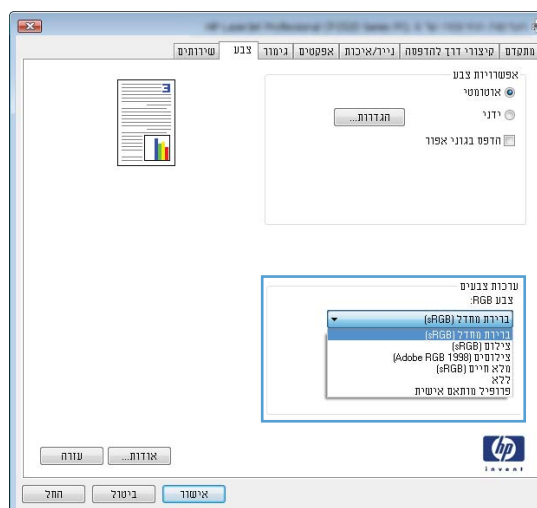 מתקדם קיצורי דרך להדפסה נייר/איכות אפקטים גימור צבע שירותים
אפשרויות צבע
אוטומטי
ידני
הגדרות...
הדפס בגוני אפור
ערכות צבעים
צבע RGB:
ברירת מחדל (sRGB)
ברירת מחדל (sRGB)
צילום (sRGB)
צילומים (Adobe RGB 1998)
מלא חיים (sRGB)
ללא
פרופיל מותאם אישית
אודות... עזרה
hp
invent
אישור ביטול החל